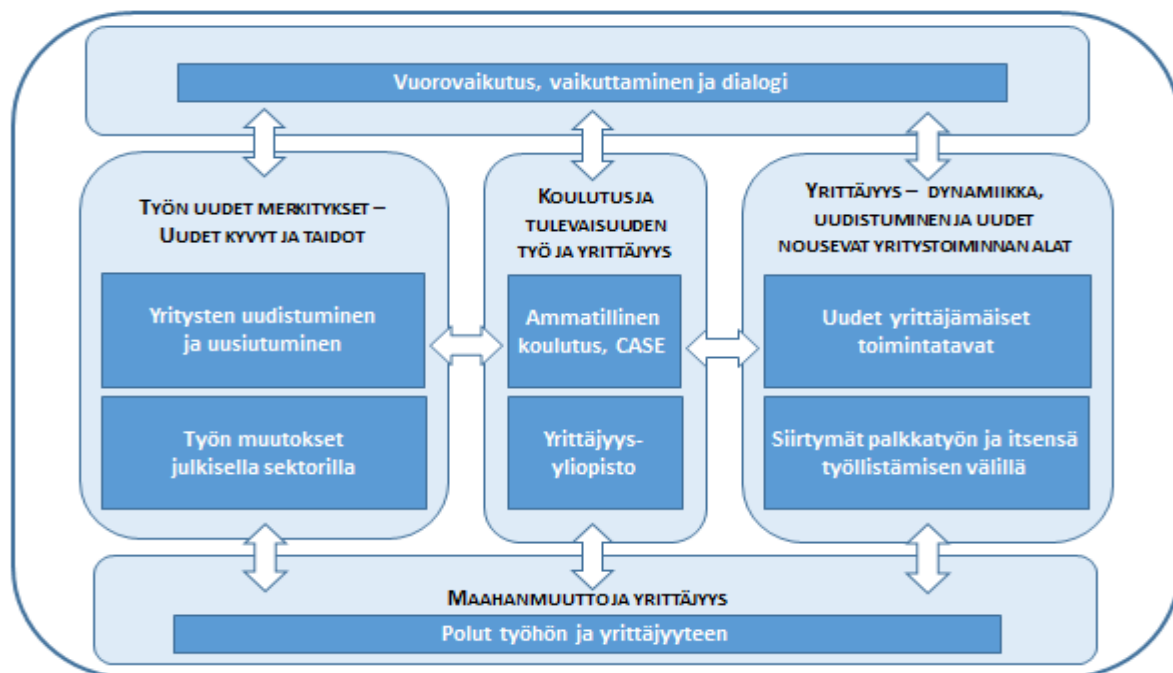 Vuorovaikutus, vaikuttaminen ja dialogi
TYÖN UUDET MERKITYKSET –
UUDET KYVYT JA TAIDOT
Yritysten uudistuminen
ja uusiutuminen
Työn muutokset
julkisella sektorilla
KOULUTUS JA
TULEVAISUUDEN
TYÖ JA YRITTÄJYYS
Ammatillinen
koulutus, CASE
Yrittäjyys-
yliopisto
YRITTÄJYYS – DYNAMIIKKA,
UUDISTUMINEN JA UUDET
NOUSEVAT YRITYSTOIMINNAN ALAT
Uudet yrittäjämäiset
toimintatavat
Siirtymät palkkatyön ja itsensä
työllistämisen välillä
MAAHANMUUTTO JA YRITTÄJYYS
Polut työhön ja yrittäjyyteen